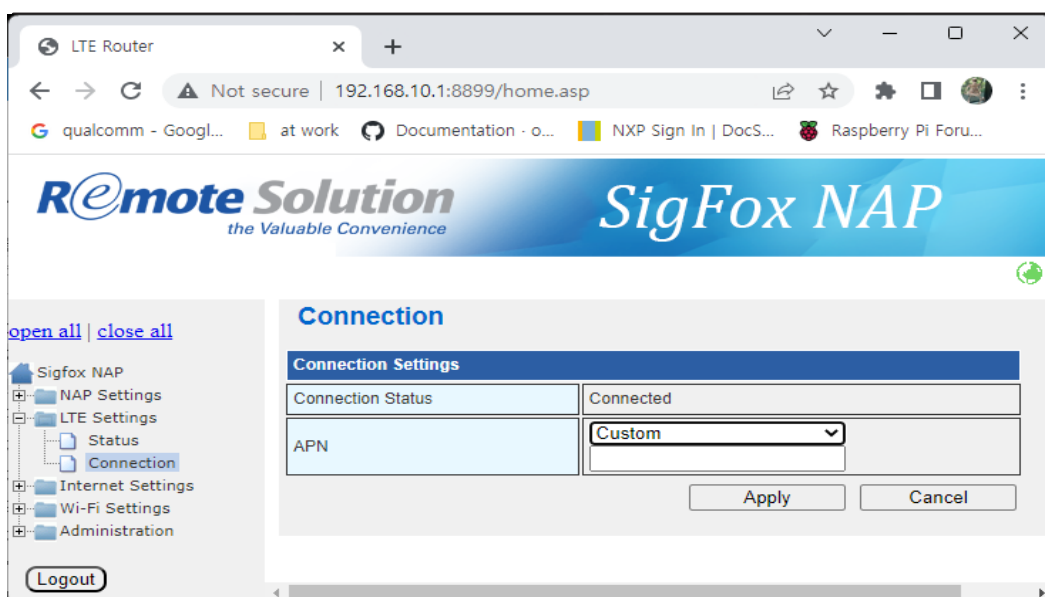 LTE Router
Not secure | 192.168.10.1:8899/home.asp
qualcomm - Googl... at work Documentation · o... NXP Sign In | DocS... Raspberry Pi Foru...
Remote Solution
the Valuable Convenience
SigFox NAP
open all | close all
Sigfox NAP
NAP Settings
LTE Settings
Status
Connection
Internet Settings
Wi-Fi Settings
Administration
Logout
Connection
Connection Settings
Connection Status Connected
APN Custom
Apply Cancel